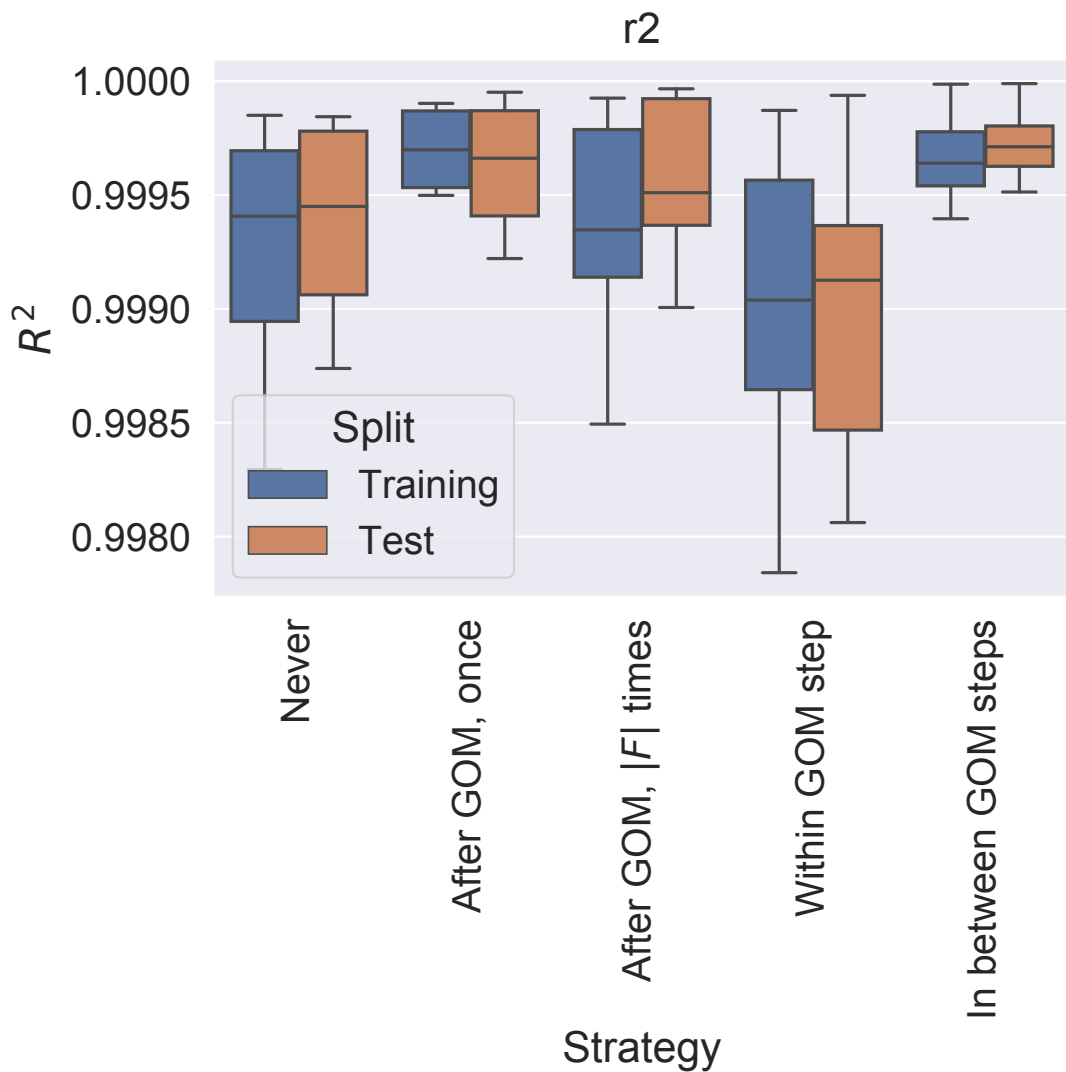 r2
1.0000
0.9995
0.9990
0.9985
0.9980
R²
Split
Training
Test
Never
After GOM, once
After GOM, |F| times
Within GOM step
In between GOM steps
Strategy